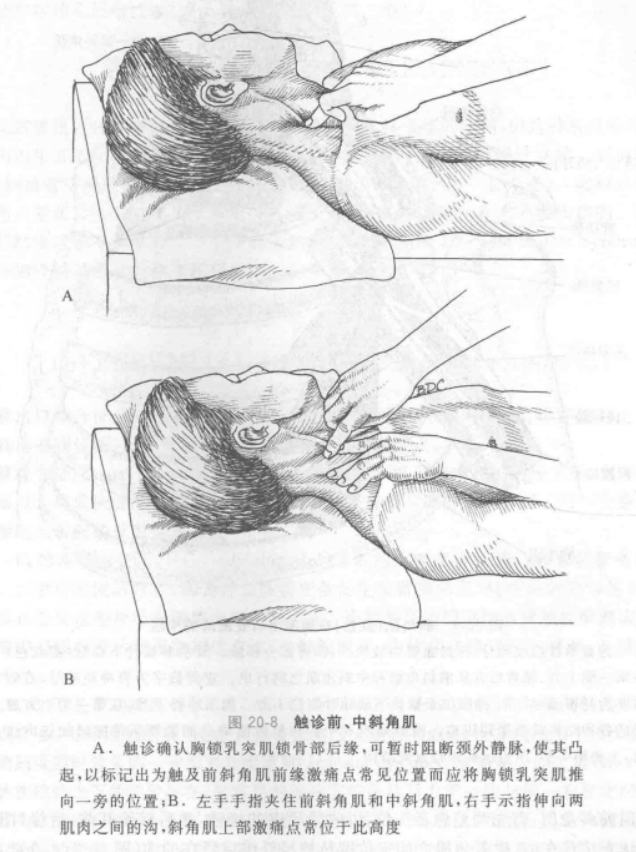 A
BDC
B
图 20-8 触诊前、中斜角肌
A. 触诊确认胸锁乳突肌锁骨部后缘,可暂时阻断颈外静脉,使其凸
起,以标记出为触及前斜角肌前缘激痛点常见位置而应将胸锁乳突肌推
向一旁的位置;B. 左手手指夹住前斜角肌和中斜角肌,右手示指伸向两
肌肉之间的沟,斜角肌上部激痛点常位于此高度